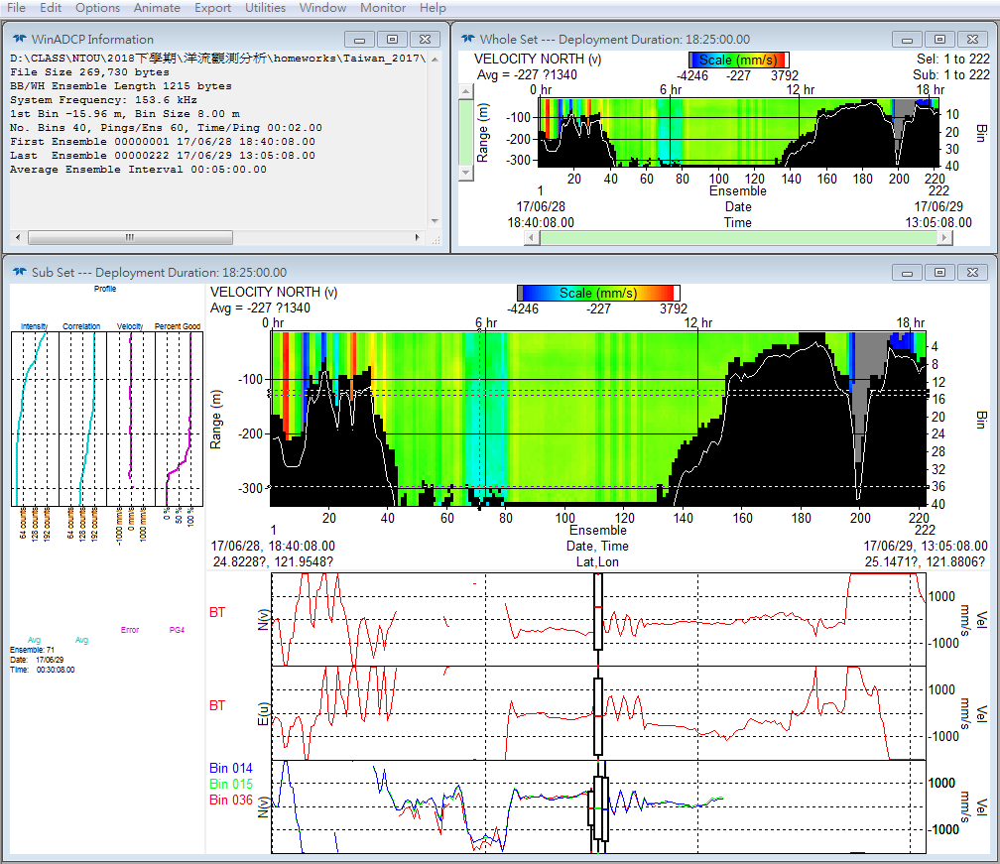 File Edit Options Animate Export Utilities Window Monitor Help
WinADCP Information
D:\CLASS\NTOU\2018下學期\洋流觀測分析\homeworks\Taiwan_2017\
File Size 269,730 bytes
BB/WH Ensemble Length 1215 bytes
System Frequency: 153.6 kHz
1st Bin -15.96 m, Bin Size 8.00 m
No. Bins 40, Pings/Ens 60, Time/Ping 00:02.00
First Ensemble 00000001 17/06/28 18:40:08.00
Last Ensemble 00000222 17/06/29 13:05:08.00
Average Ensemble Interval 00:05:00.00
Whole Set --- Deployment Duration: 18:25:00.00
VELOCITY NORTH (v)
Avg = -227 ?1340
Scale (mm/s)
-4246 -227 3792
Sel: 1 to 222
Sub: 1 to 222
0 hr 6 hr 12 hr 18 hr
Range (m)
-100
-200
-300
10
20
30
40
Bin
20 40 60 80 100 120 140 160 180 200 220
1 Ensemble 222
17/06/28 Date 17/06/29
18:40:08.00 Time 13:05:08.00
Sub Set --- Deployment Duration: 18:25:00.00
Profile
Intensity Correlation Velocity Percent Good
64 counts
128 counts
192 counts
64 counts
128 counts
192 counts
-1000 mm/s
0 mm/s
1000 mm/s
0 %
50 %
100 %
Avg Avg Error PG4
Ensemble: 71
Date: 17/06/29
Time: 00:30:08.00
VELOCITY NORTH (v)
Avg = -227 ?1340
Scale (mm/s)
-4246 -227 3792
0 hr 6 hr 12 hr 18 hr
Range (m)
-100
-200
-300
4
8
12
16
20
24
28
32
36
40
Bin
20 40 60 80 100 120 140 160 180 200 220
1 Ensemble 222
17/06/28, 18:40:08.00 Date, Time 17/06/29, 13:05:08.00
24.8228?, 121.9548? Lat,Lon 25.1471?, 121.8806?
BT
N(v)
1000
-1000
mm/s
Vel
BT
E(u)
1000
-1000
mm/s
Vel
Bin 014
Bin 015
Bin 036
N(v)
1000
-1000
mm/s
Vel